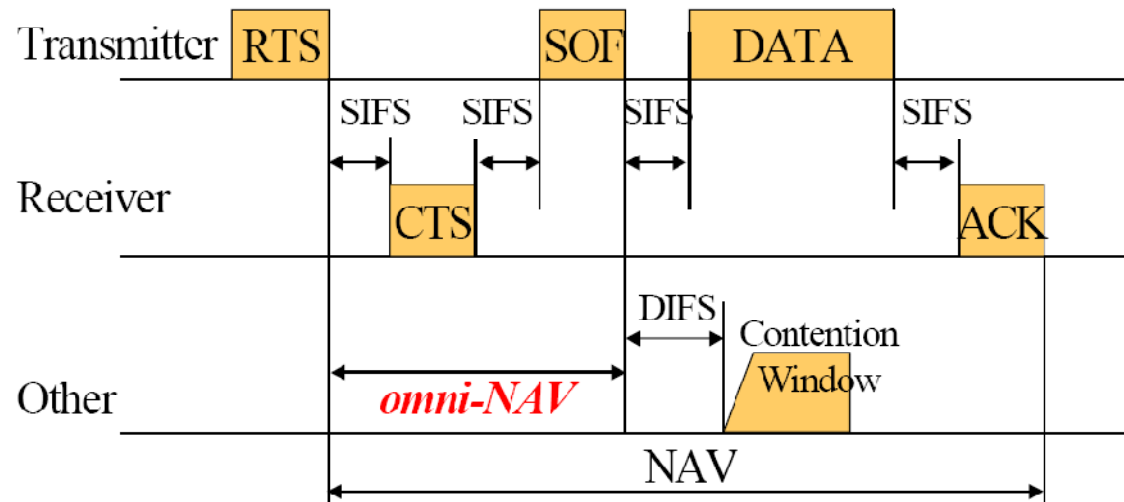 Transmitter RTS SOF DATA
SIFS SIFS SIFS SIFS
Receiver CTS ACK
DIFS Contention
Other omni-NAV Window
NAV